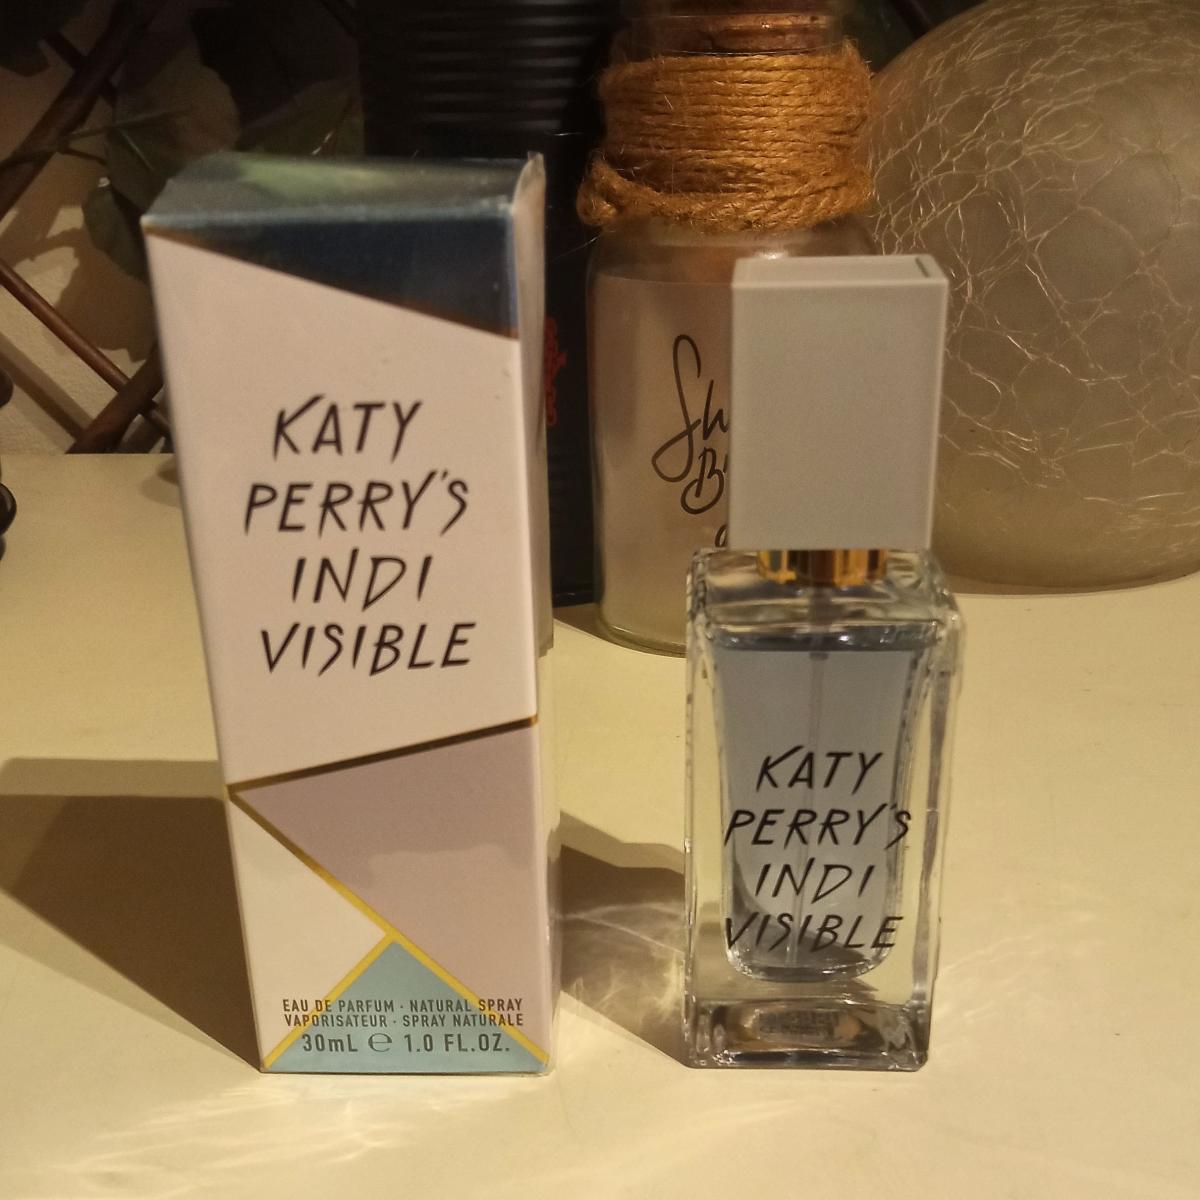 KATY
PERRY'S
INDI
VISIBLE
EAU DE PARFUM · NATURAL SPRAY
VAPORISATEUR · SPRAY NATURALE
30mL ℮ 1.0 FL.OZ.
KATY
PERRY'S
INDI
VISIBLE